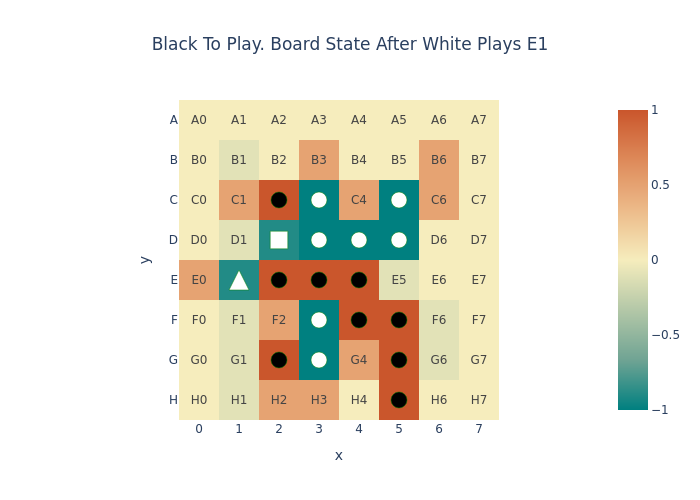 Black To Play. Board State After White Plays E1
A A0 A1 A2 A3 A4 A5 A6 A7
B B0 B1 B2 B3 B4 B5 B6 B7
C C0 C1 C4 C6 C7
D D0 D1 D6 D7
E E0 E5 E6 E7
F F0 F1 F2 F6 F7
G G0 G1 G4 G6 G7
H H0 H1 H2 H3 H4 H6 H7
0 1 2 3 4 5 6 7
x
y
1
0.5
0
−0.5
−1